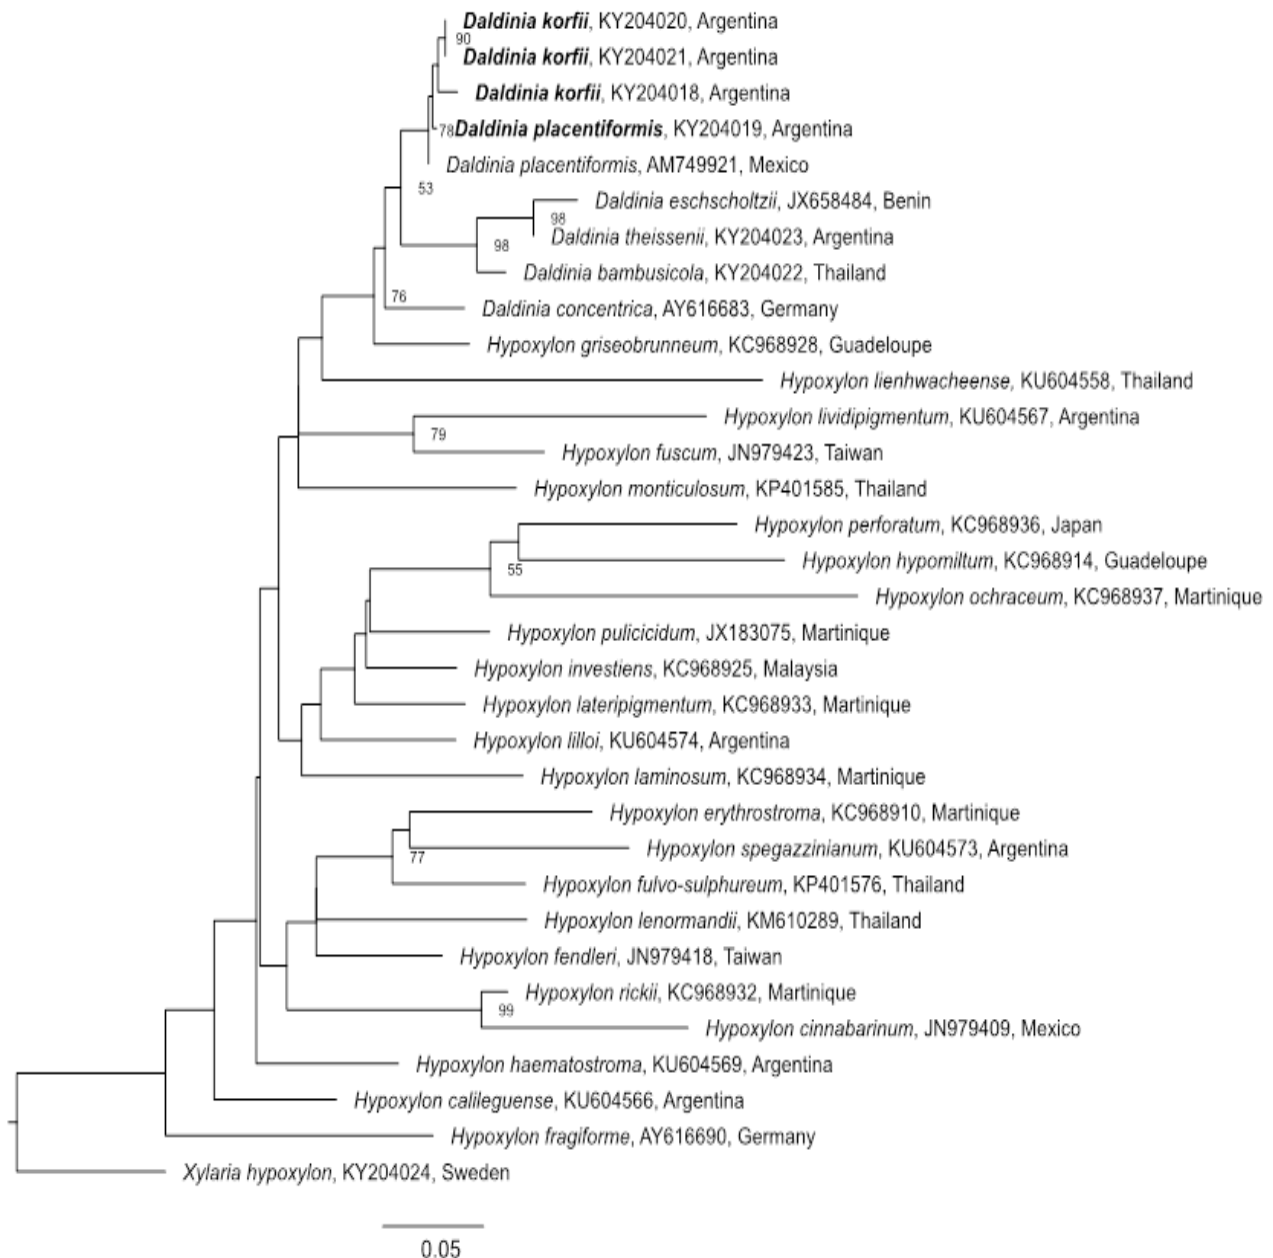 Daldinia korfii, KY204020, Argentina
90
Daldinia korfii, KY204021, Argentina
Daldinia korfii, KY204018, Argentina
78 Daldinia placentiformis, KY204019, Argentina
Daldinia placentiformis, AM749921, Mexico
53
Daldinia eschscholtzii, JX658484, Benin
98
Daldinia theissenii, KY204023, Argentina
98
Daldinia bambusicola, KY204022, Thailand
76
Daldinia concentrica, AY616683, Germany
Hypoxylon griseobrunneum, KC968928, Guadeloupe
Hypoxylon lienhwacheense, KU604558, Thailand
Hypoxylon lividipigmentum, KU604567, Argentina
79
Hypoxylon fuscum, JN979423, Taiwan
Hypoxylon monticulosum, KP401585, Thailand
Hypoxylon perforatum, KC968936, Japan
Hypoxylon hypomiltum, KC968914, Guadeloupe
55
Hypoxylon ochraceum, KC968937, Martinique
Hypoxylon pulicicidum, JX183075, Martinique
Hypoxylon investiens, KC968925, Malaysia
Hypoxylon lateripigmentum, KC968933, Martinique
Hypoxylon lilloi, KU604574, Argentina
Hypoxylon laminosum, KC968934, Martinique
Hypoxylon erythrostroma, KC968910, Martinique
Hypoxylon spegazzinianum, KU604573, Argentina
77
Hypoxylon fulvo-sulphureum, KP401576, Thailand
Hypoxylon lenormandii, KM610289, Thailand
Hypoxylon fendleri, JN979418, Taiwan
Hypoxylon rickii, KC968932, Martinique
99
Hypoxylon cinnabarinum, JN979409, Mexico
Hypoxylon haematostroma, KU604569, Argentina
Hypoxylon calileguense, KU604566, Argentina
Hypoxylon fragiforme, AY616690, Germany
Xylaria hypoxylon, KY204024, Sweden
0.05